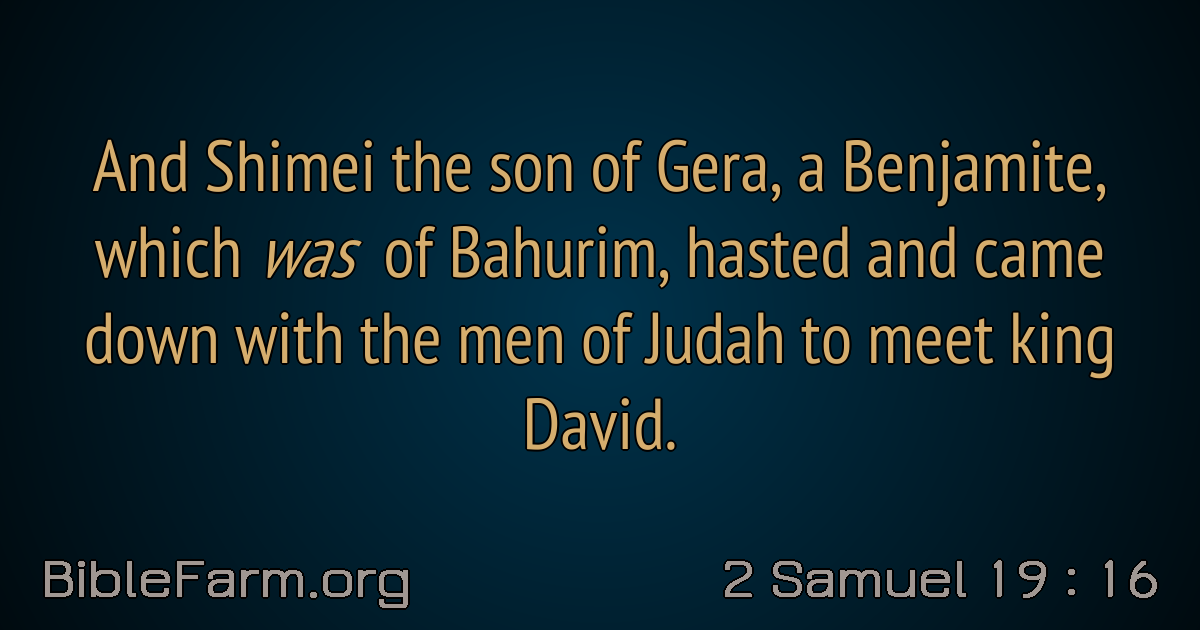 And Shimei the son of Gera, a Benjamite,
which was of Bahurim, hasted and came
down with the men of Judah to meet king
David.
BibleFarm.org
2 Samuel 19 : 16